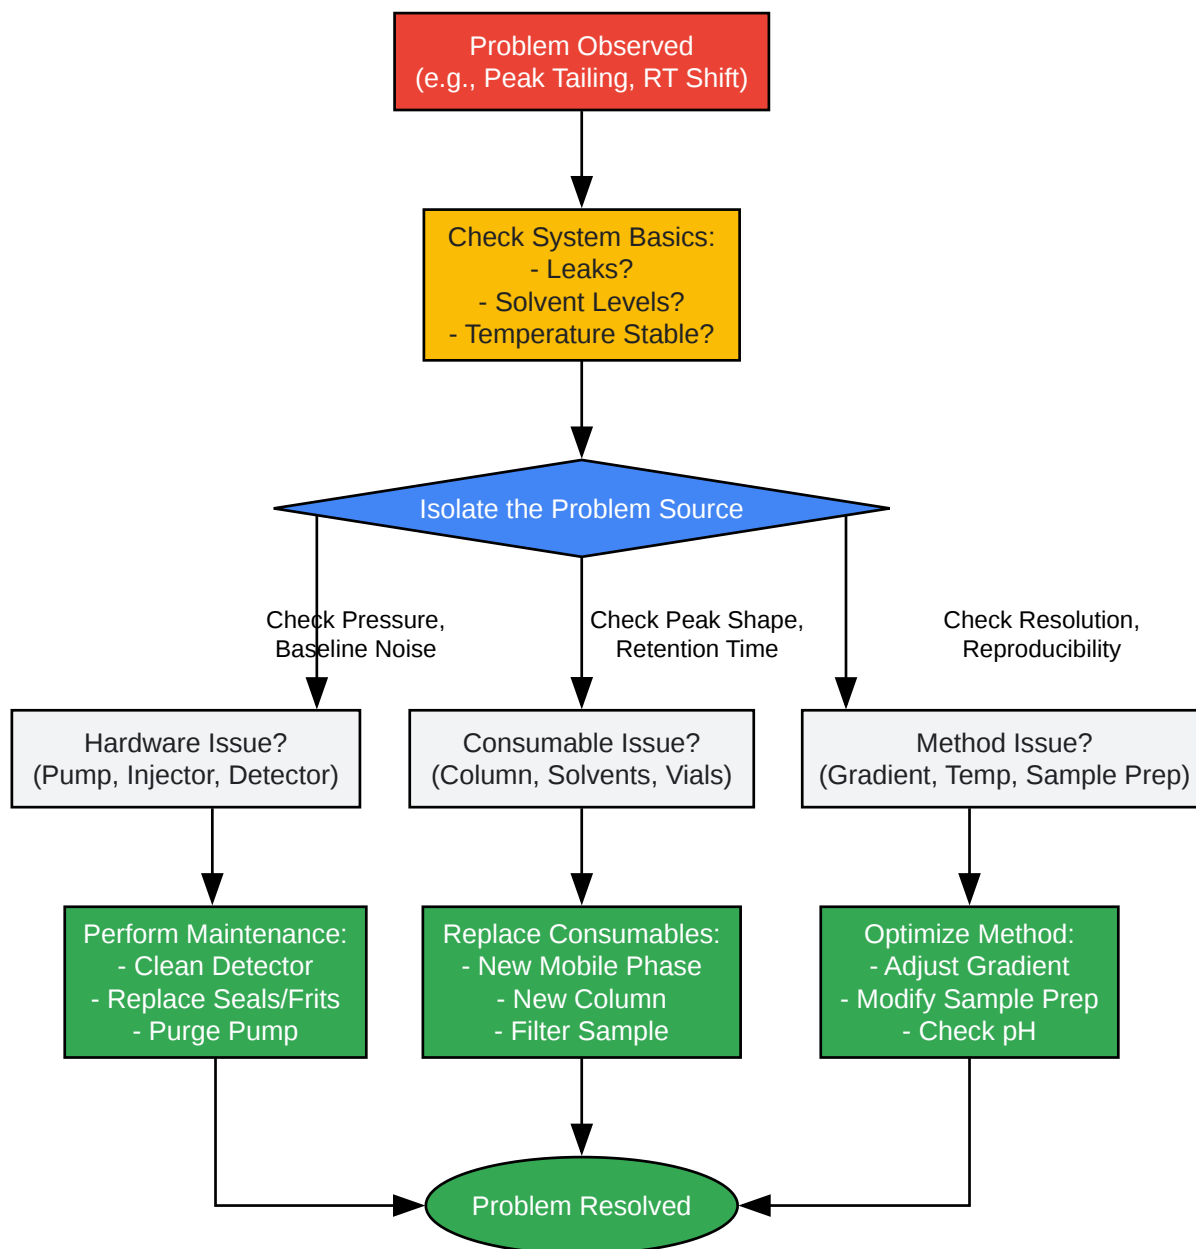 Problem Observed
(e.g., Peak Tailing, RT Shift)
Check System Basics:
- Leaks?
- Solvent Levels?
- Temperature Stable?
Isolate the Problem Source
Check Pressure,
Baseline Noise
Check Peak Shape,
Retention Time
Check Resolution,
Reproducibility
Hardware Issue?
(Pump, Injector, Detector)
Consumable Issue?
(Column, Solvents, Vials)
Method Issue?
(Gradient, Temp, Sample Prep)
Perform Maintenance:
- Clean Detector
- Replace Seals/Frits
- Purge Pump
Replace Consumables:
- New Mobile Phase
- New Column
- Filter Sample
Optimize Method:
- Adjust Gradient
- Modify Sample Prep
- Check pH
Problem Resolved